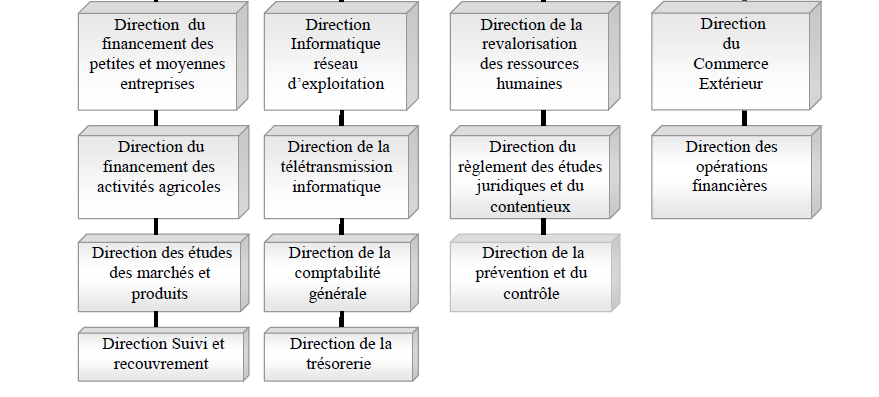 Direction du
financement des
petites et moyennes
entreprises
Direction du
financement des
activités agricoles
Direction des études
des marchés et
produits
Direction Suivi et
recouvrement
Direction
Informatique
réseau
d’exploitation
Direction de la
télétransmission
informatique
Direction de la
comptabilité
générale
Direction de la
trésorerie
Direction de la
revalorisation
des ressources
humaines
Direction du
règlement des études
juridiques et du
contentieux
Direction de la
prévention et du
contrôle
Direction
du
Commerce
Extérieur
Direction des
opérations
financières